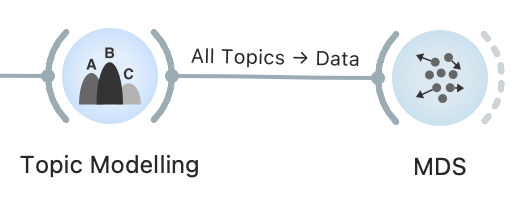 A B C
All Topics → Data
Topic Modelling
MDS